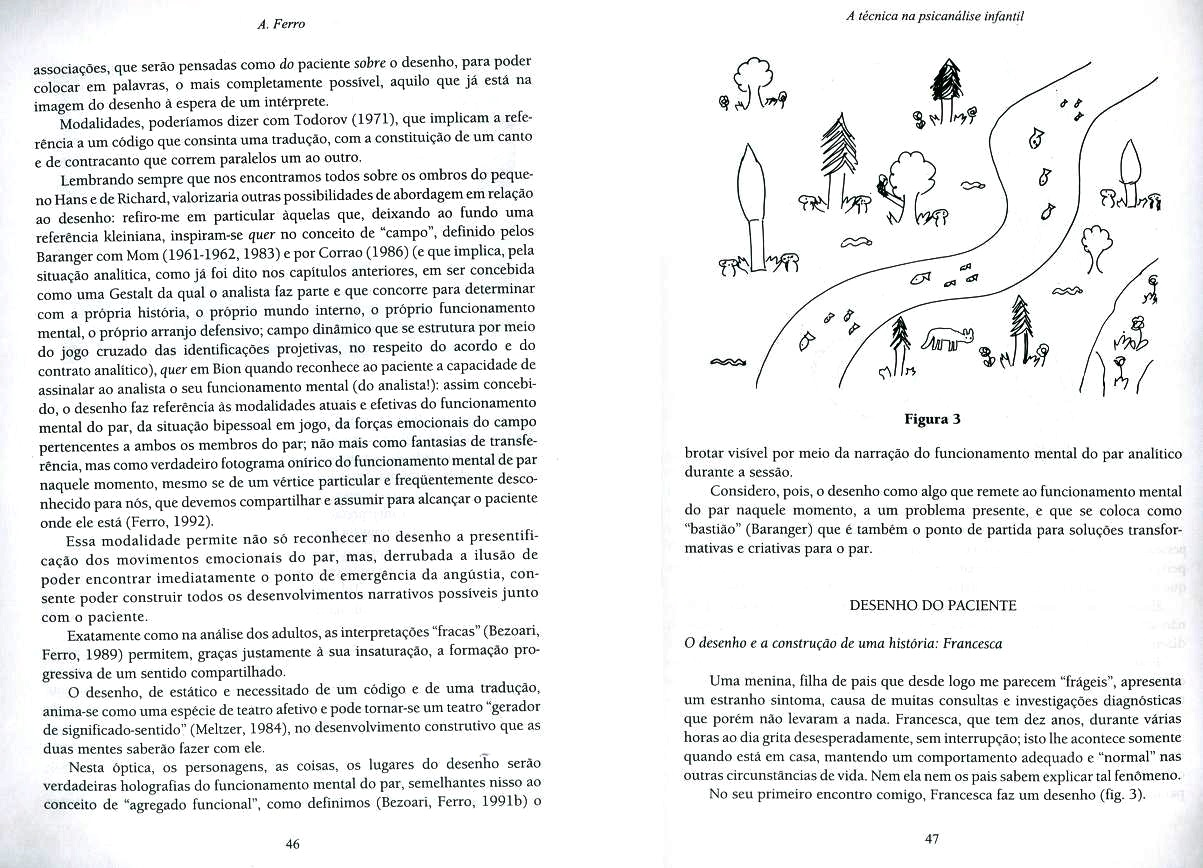 A. Ferro
associações, que serão pensadas como do paciente sobre o desenho, para poder
colocar em palavras, o mais completamente possível, aquilo que já está na
imagem do desenho à espera de um intérprete.
Modalidades, poderíamos dizer com Todorov (1971), que implicam a refe-
rência a um código que consinta uma tradução, com a constituição de um canto
e de contracanto que correm paralelos um ao outro.
Lembrando sempre que nos encontramos todos sobre os ombros do peque-
no Hans e de Richard, valorizaria outras possibilidades de abordagem em relação
ao desenho: refiro-me em particular àquelas que, deixando ao fundo uma
referência kleiniana, inspiram-se quer no conceito de “campo”, definido pelos
Baranger com Mom (1961-1962, 1983) e por Corrao (1986) (e que implica, pela
situação analítica, como já foi dito nos capítulos anteriores, em ser concebida
como uma Gestalt da qual o analista faz parte e que concorre para determinar
com a própria história, o próprio mundo interno, o próprio funcionamento
mental, o próprio arranjo defensivo; campo dinâmico que se estrutura por meio
do jogo cruzado das identificações projetivas, no respeito do acordo e do
contrato analítico), quer em Bion quando reconhece ao paciente a capacidade de
assinalar ao analista o seu funcionamento mental (do analista!): assim concebi-
do, o desenho faz referência às modalidades atuais e efetivas do funcionamento
mental do par, da situação bipessoal em jogo, da forças emocionais do campo
pertencentes a ambos os membros do par; não mais como fantasias de transfe-
rência, mas como verdadeiro fotograma onírico do funcionamento mental de par
naquele momento, mesmo se de um vértice particular e freqüentemente desco-
nhecido para nós, que devemos compartilhar e assumir para alcançar o paciente
onde ele está (Ferro, 1992).
Essa modalidade permite não só reconhecer no desenho a presentifi-
cação dos movimentos emocionais do par, mas, derrubada a ilusão de
poder encontrar imediatamente o ponto de emergência da angústia, con-
sente poder construir todos os desenvolvimentos narrativos possíveis junto
com o paciente.
Exatamente como na análise dos adultos, as interpretações “fracas” (Bezoari,
Ferro, 1989) permitem, graças justamente à sua insaturação, a formação pro-
gressiva de um sentido compartilhado.
O desenho, de estático e necessitado de um código e de uma tradução,
anima-se como uma espécie de teatro afetivo e pode tornar-se um teatro “gerador
de significado-sentido” (Meltzer, 1984), no desenvolvimento construtivo que as
duas mentes saberão fazer com ele.
Nesta óptica, os personagens, as coisas, os lugares do desenho serão
verdadeiras holografias do funcionamento mental do par, semelhantes nisso ao
conceito de “agregado funcional”, como definimos (Bezoari, Ferro, 1991b) o
46
A técnica na psicanálise infantil
Figura 3
brotar visível por meio da narração do funcionamento mental do par analítico
durante a sessão.
Considero, pois, o desenho como algo que remete ao funcionamento mental
do par naquele momento, a um problema presente, e que se coloca como
“bastião” (Baranger) que é também o ponto de partida para soluções transfor-
mativas e criativas para o par.
DESENHO DO PACIENTE
O desenho e a construção de uma história: Francesca
Uma menina, filha de pais que desde logo me parecem “frágeis”, apresenta
um estranho sintoma, causa de muitas consultas e investigações diagnósticas
que porém não levaram a nada. Francesca, que tem dez anos, durante várias
horas ao dia grita desesperadamente, sem interrupção; isto lhe acontece somente
quando está em casa, mantendo um comportamento adequado e “normal” nas
outras circunstâncias de vida. Nem ela nem os pais sabem explicar tal fenômeno.
No seu primeiro encontro comigo, Francesca faz um desenho (fig. 3).
47